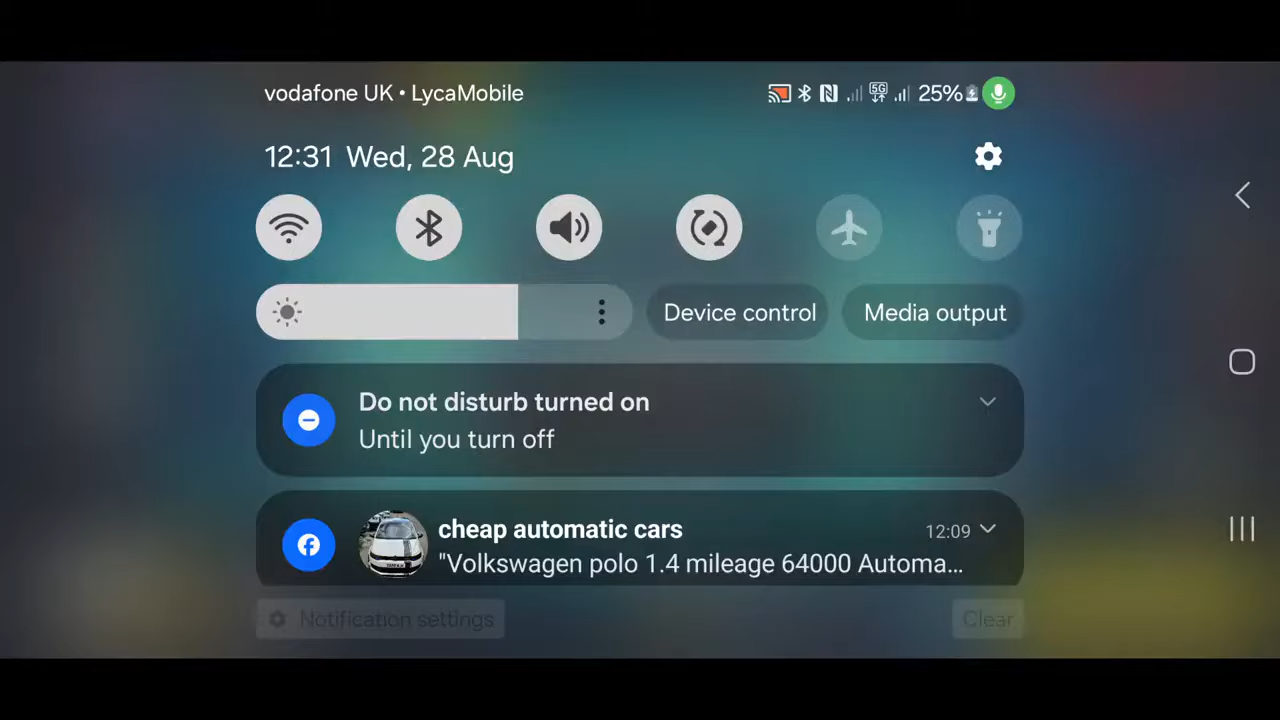 vodafone UK • LycaMobile
5G
25%
12:31 Wed, 28 Aug
Device control
Media output
Do not disturb turned on
Until you turn off
cheap automatic cars
12:09
"Volkswagen polo 1.4 mileage 64000 Automa...
Notification settings
Clear